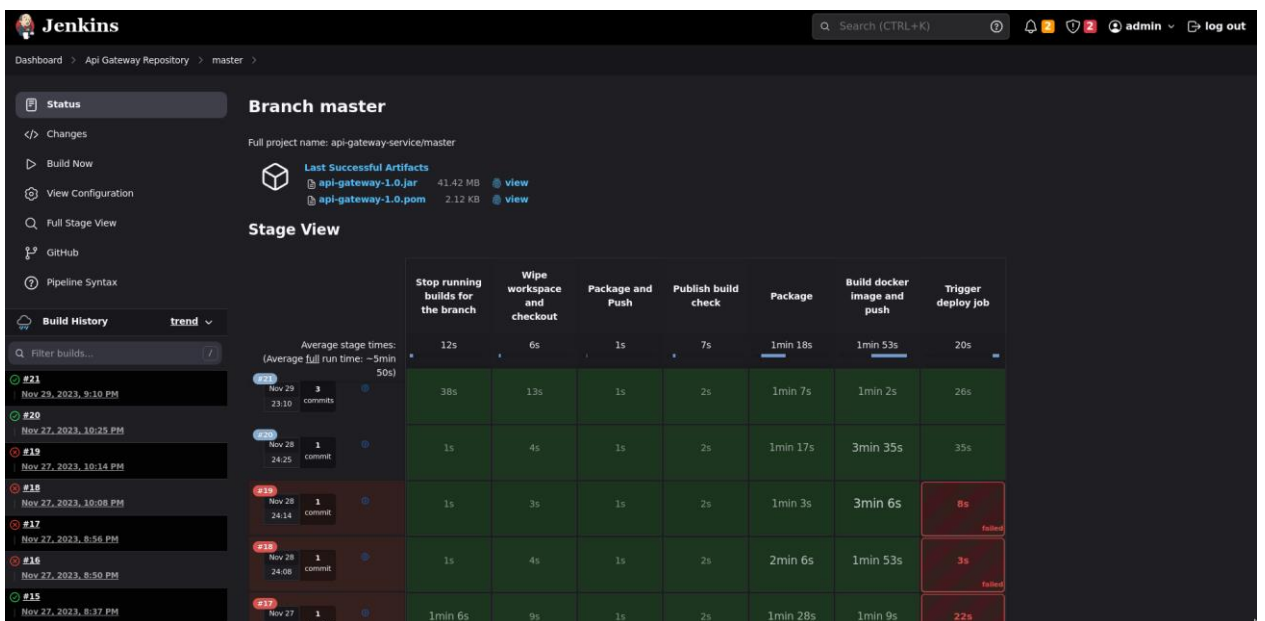 Jenkins
Search (CTRL+K)
2
2
admin
log out
Dashboard > Api Gateway Repository > master >
Status
</> Changes
Build Now
View Configuration
Full Stage View
GitHub
Pipeline Syntax
Build History
trend
Filter builds...
/
#21
Nov 29, 2023, 9:10 PM
#20
Nov 27, 2023, 10:25 PM
#19
Nov 27, 2023, 10:14 PM
#18
Nov 27, 2023, 10:08 PM
#17
Nov 27, 2023, 8:56 PM
#16
Nov 27, 2023, 8:50 PM
#15
Nov 27, 2023, 8:37 PM
Branch master
Full project name: api-gateway-service/master
Last Successful Artifacts
api-gateway-1.0.jar 41.42 MB view
api-gateway-1.0.pom 2.12 KB view
Stage View
Stop running
builds for
the branch
Wipe
workspace
and
checkout
Package and
Push
Publish build
check
Package
Build docker
image and
push
Trigger
deploy job
Average stage times:
(Average full run time: ~5min
50s)
12s 6s 1s 7s 1min 18s 1min 53s 20s
#21
Nov 29
23:10
3
commits
38s 13s 1s 2s 1min 7s 1min 2s 26s
#20
Nov 28
24:25
1
commit
1s 4s 1s 2s 1min 17s 3min 35s 35s
#19
Nov 28
24:14
1
commit
1s 3s 1s 2s 1min 3s 3min 6s 8s
failed
#18
Nov 28
24:08
1
commit
1s 4s 1s 2s 2min 6s 1min 53s 3s
failed
#17
Nov 27
1
1min 6s 9s 1s 2s 1min 28s 1min 9s 22s